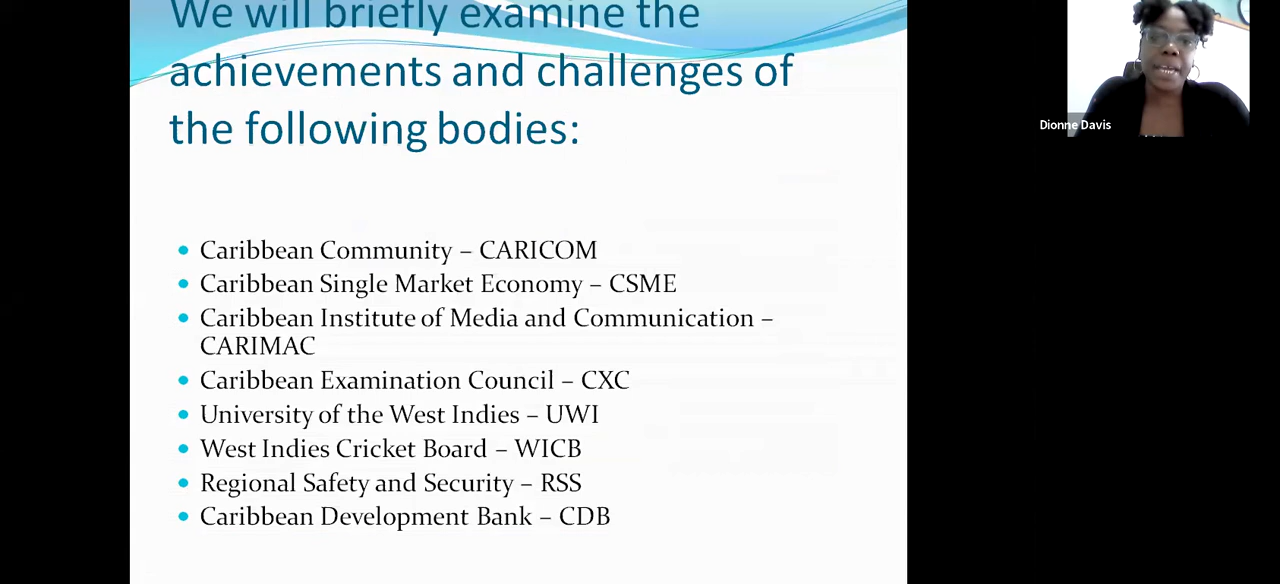 We will briefly examine the
achievements and challenges of
the following bodies:
Dionne Davis
• Caribbean Community – CARICOM
• Caribbean Single Market Economy – CSME
• Caribbean Institute of Media and Communication –
CARIMAC
• Caribbean Examination Council – CXC
• University of the West Indies – UWI
• West Indies Cricket Board – WICB
• Regional Safety and Security – RSS
• Caribbean Development Bank – CDB